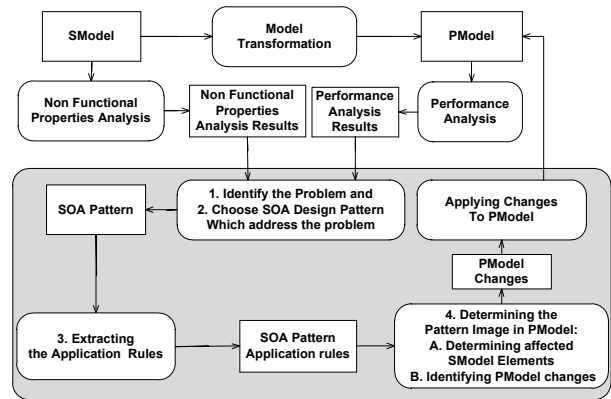 SModel
Model
Transformation
PModel
Non Functional
Properties Analysis
Non Functional
Properties
Analysis Results
Performance
Analysis
Results
Performance
Analysis
SOA Pattern
1. Identify the Problem and
2. Choose SOA Design Pattern
Which address the problem
Applying Changes
To PModel
PModel
Changes
3. Extracting
the Application Rules
SOA Pattern
Application rules
4. Determining the
Pattern Image in PModel:
A. Determining affected
SModel Elements
B. Identifying PModel changes